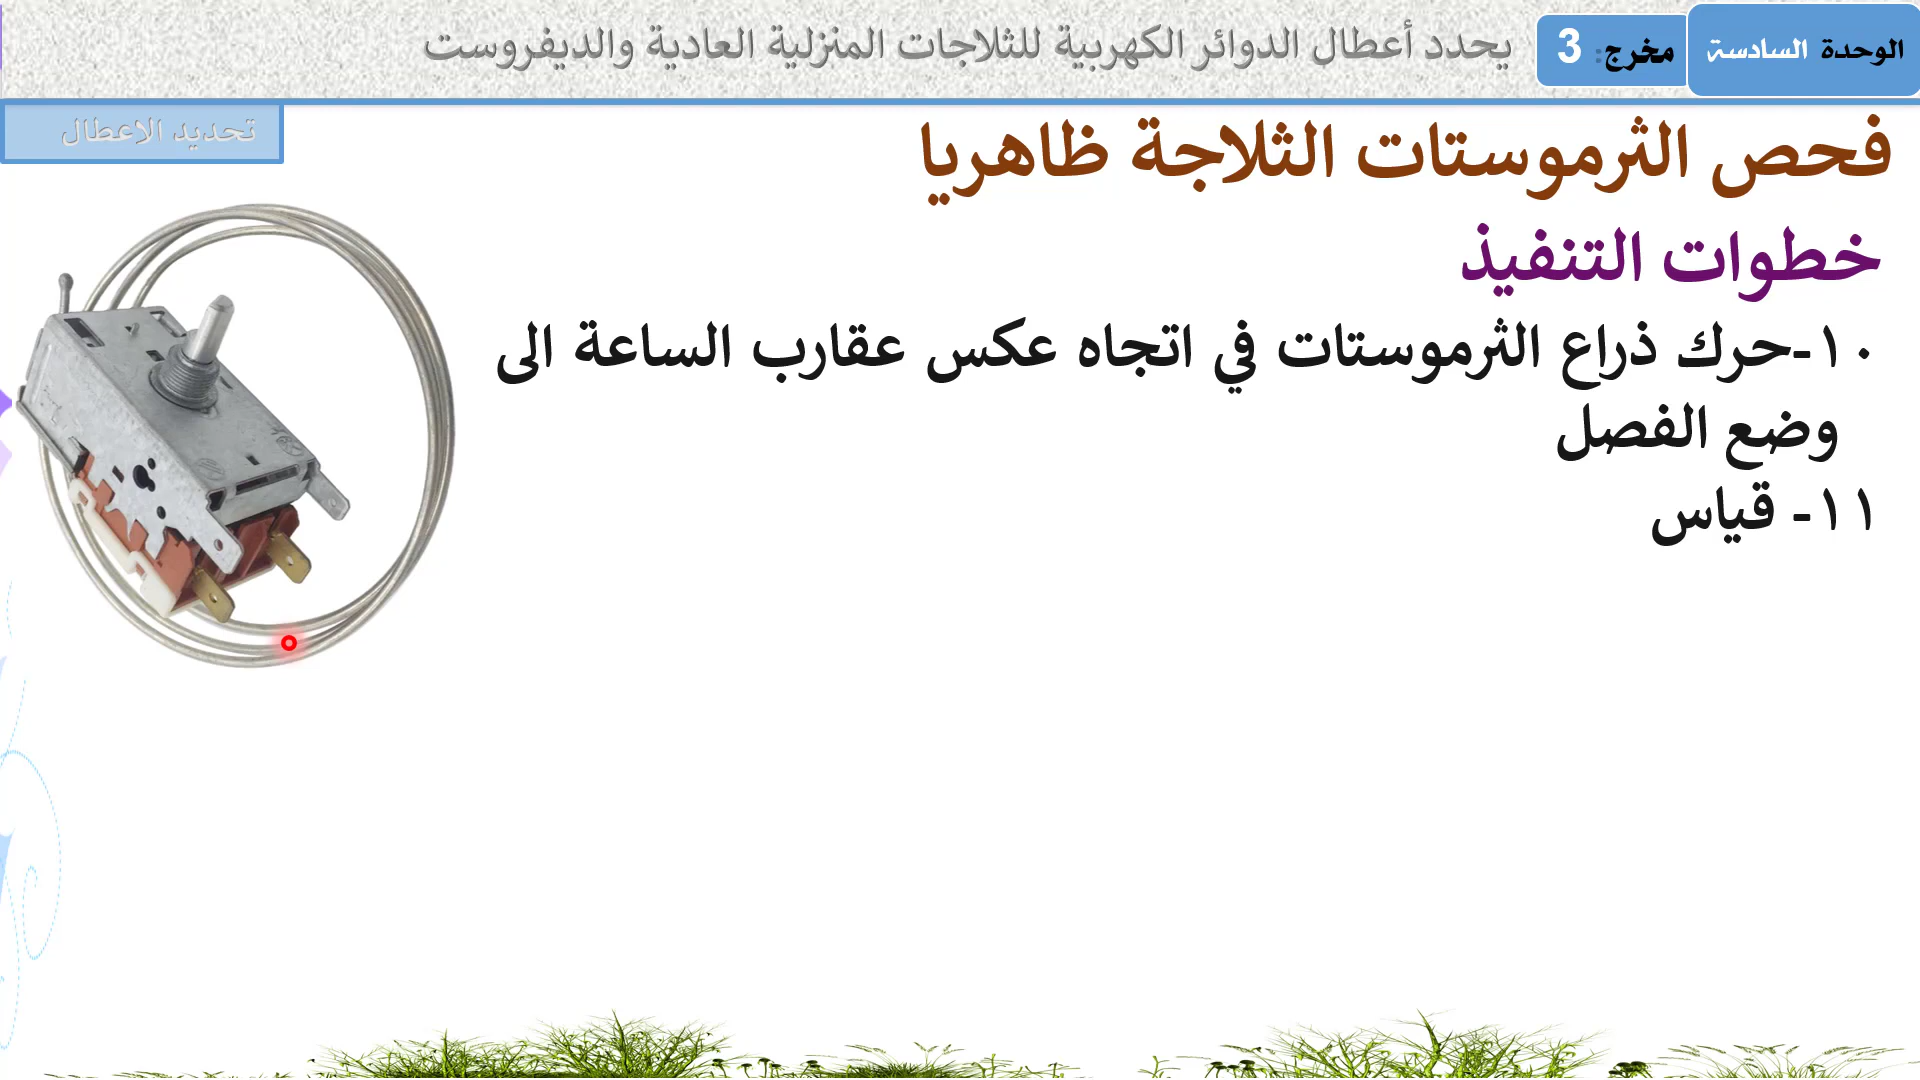 الوحدة السادسة
مخرج: 3
يحدد أعطال الدوائر الكهربية للثلاجات المنزلية العادية والديفروست
تحديد الاعطال
فحص الثرموستات الثلاجة ظاهريا
خطوات التنفيذ
١٠-حرك ذراع الثرموستات في اتجاه عكس عقارب الساعة الى
وضع الفصل
١١- قياس